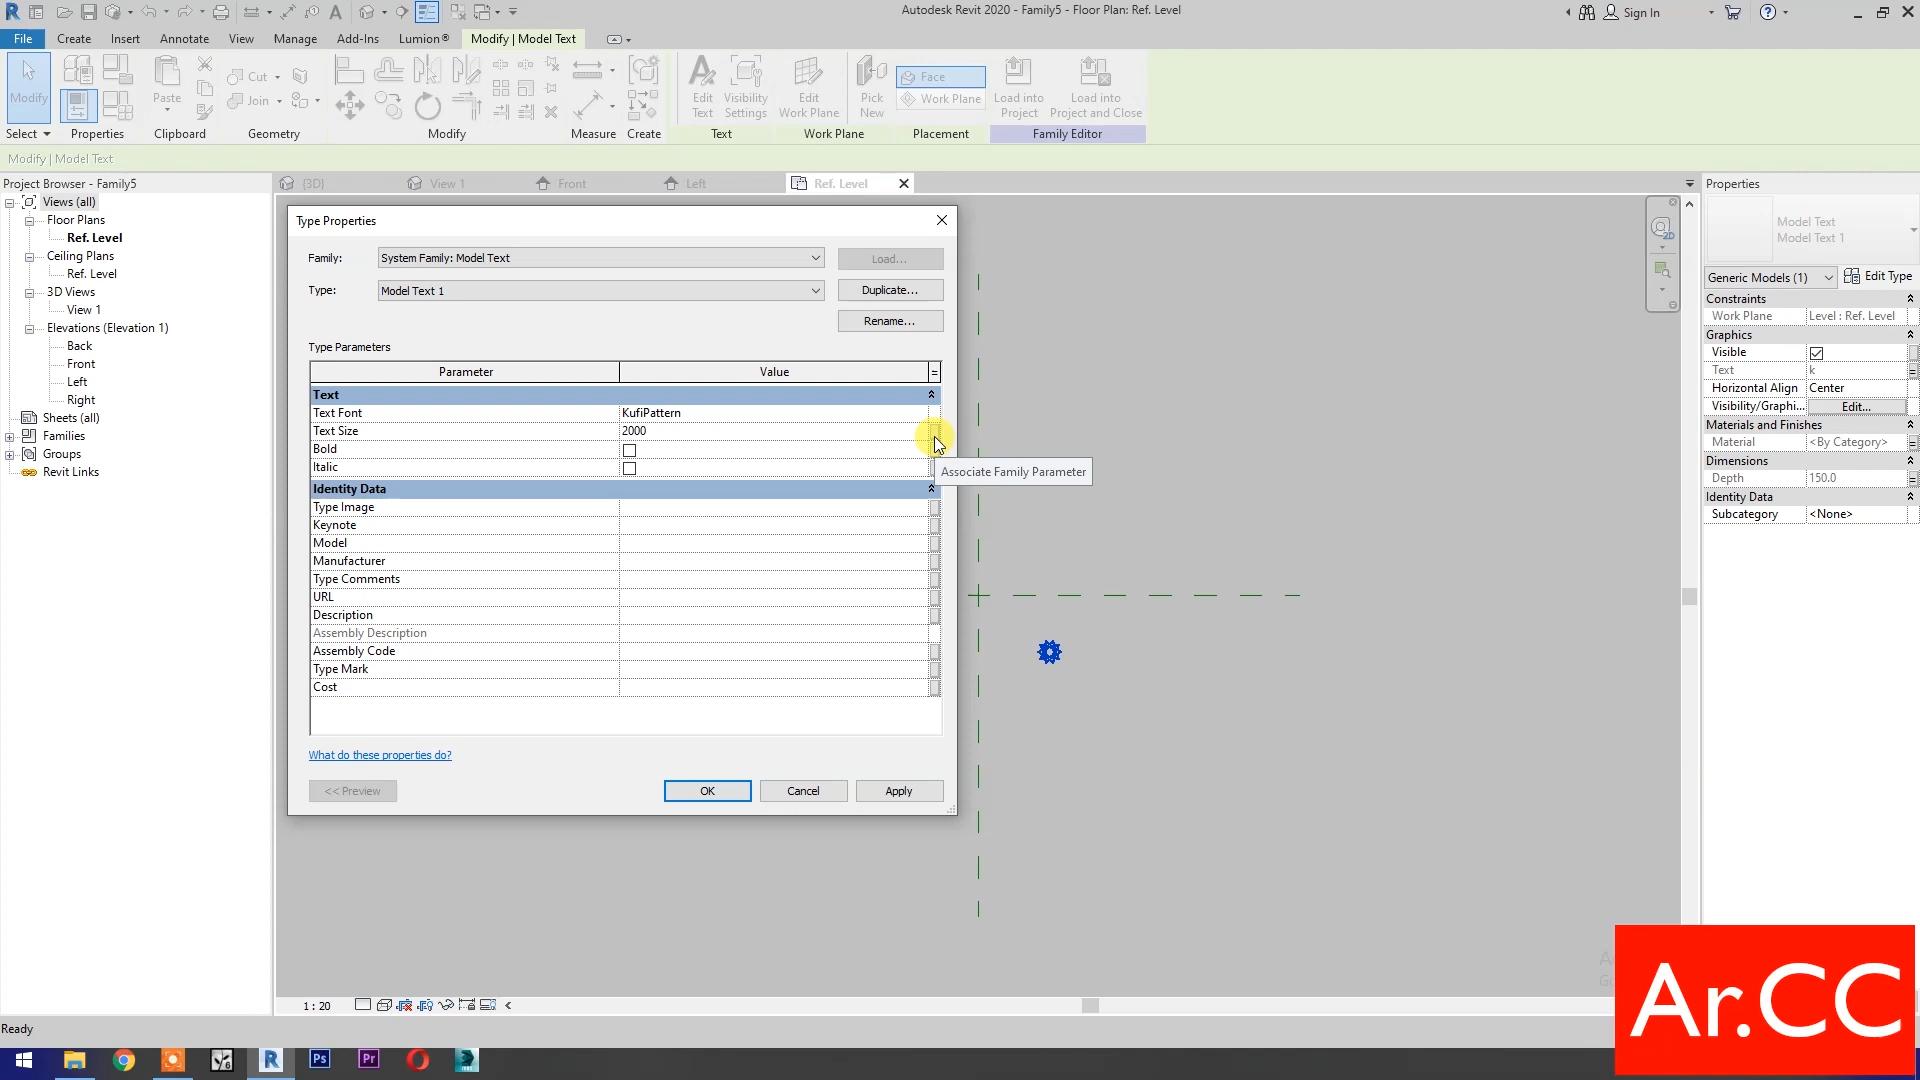 Autodesk Revit 2020 - Family5 - Floor Plan: Ref. Level
Sign In
File Create Insert Annotate View Manage Add-Ins Lumion® Modify | Model Text
Modify
Paste
Cut
Join
Edit Text
Visibility Settings
Edit Work Plane
Pick New
Face
Work Plane
Load into Project
Load into Project and Close
Select Properties Clipboard Geometry Modify Measure Create Text Work Plane Placement Family Editor
Modify | Model Text
Project Browser - Family5
Views (all)
Floor Plans
Ref. Level
Ceiling Plans
Ref. Level
3D Views
View 1
Elevations (Elevation 1)
Back
Front
Left
Right
Sheets (all)
Families
Groups
Revit Links
{3D} View 1 Front Left Ref. Level
Type Properties
Family: System Family: Model Text Load...
Type: Model Text 1 Duplicate...
Rename...
Type Parameters
Parameter Value =
Text
Text Font KufiPattern
Text Size 2000
Bold
Italic
Associate Family Parameter
Identity Data
Type Image
Keynote
Model
Manufacturer
Type Comments
URL
Description
Assembly Description
Assembly Code
Type Mark
Cost
What do these properties do?
<< Preview OK Cancel Apply
2D
Properties
Model Text
Model Text 1
Generic Models (1) Edit Type
Constraints
Work Plane Level : Ref. Level
Graphics
Visible
Text k
Horizontal Align Center
Visibility/Graphi... Edit...
Materials and Finishes
Material <By Category>
Dimensions
Depth 150.0
Identity Data
Subcategory <None>
1 : 20
Ready
Ps
Pr
Ar.CC